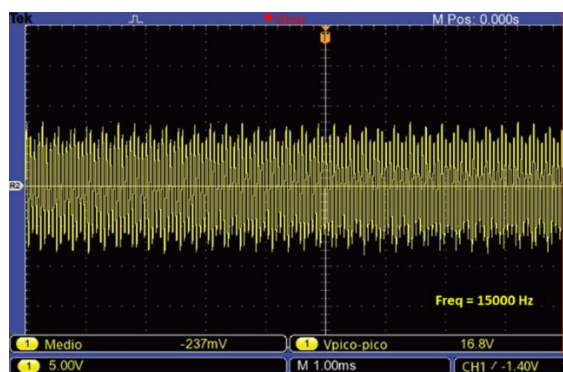 Tek Stop M Pos: 0.000s
R2
Freq = 15000 Hz
1 Medio -237mV 1 Vpico-pico 16.8V
1 5.00V M 1.00ms CH1 / -1.40V